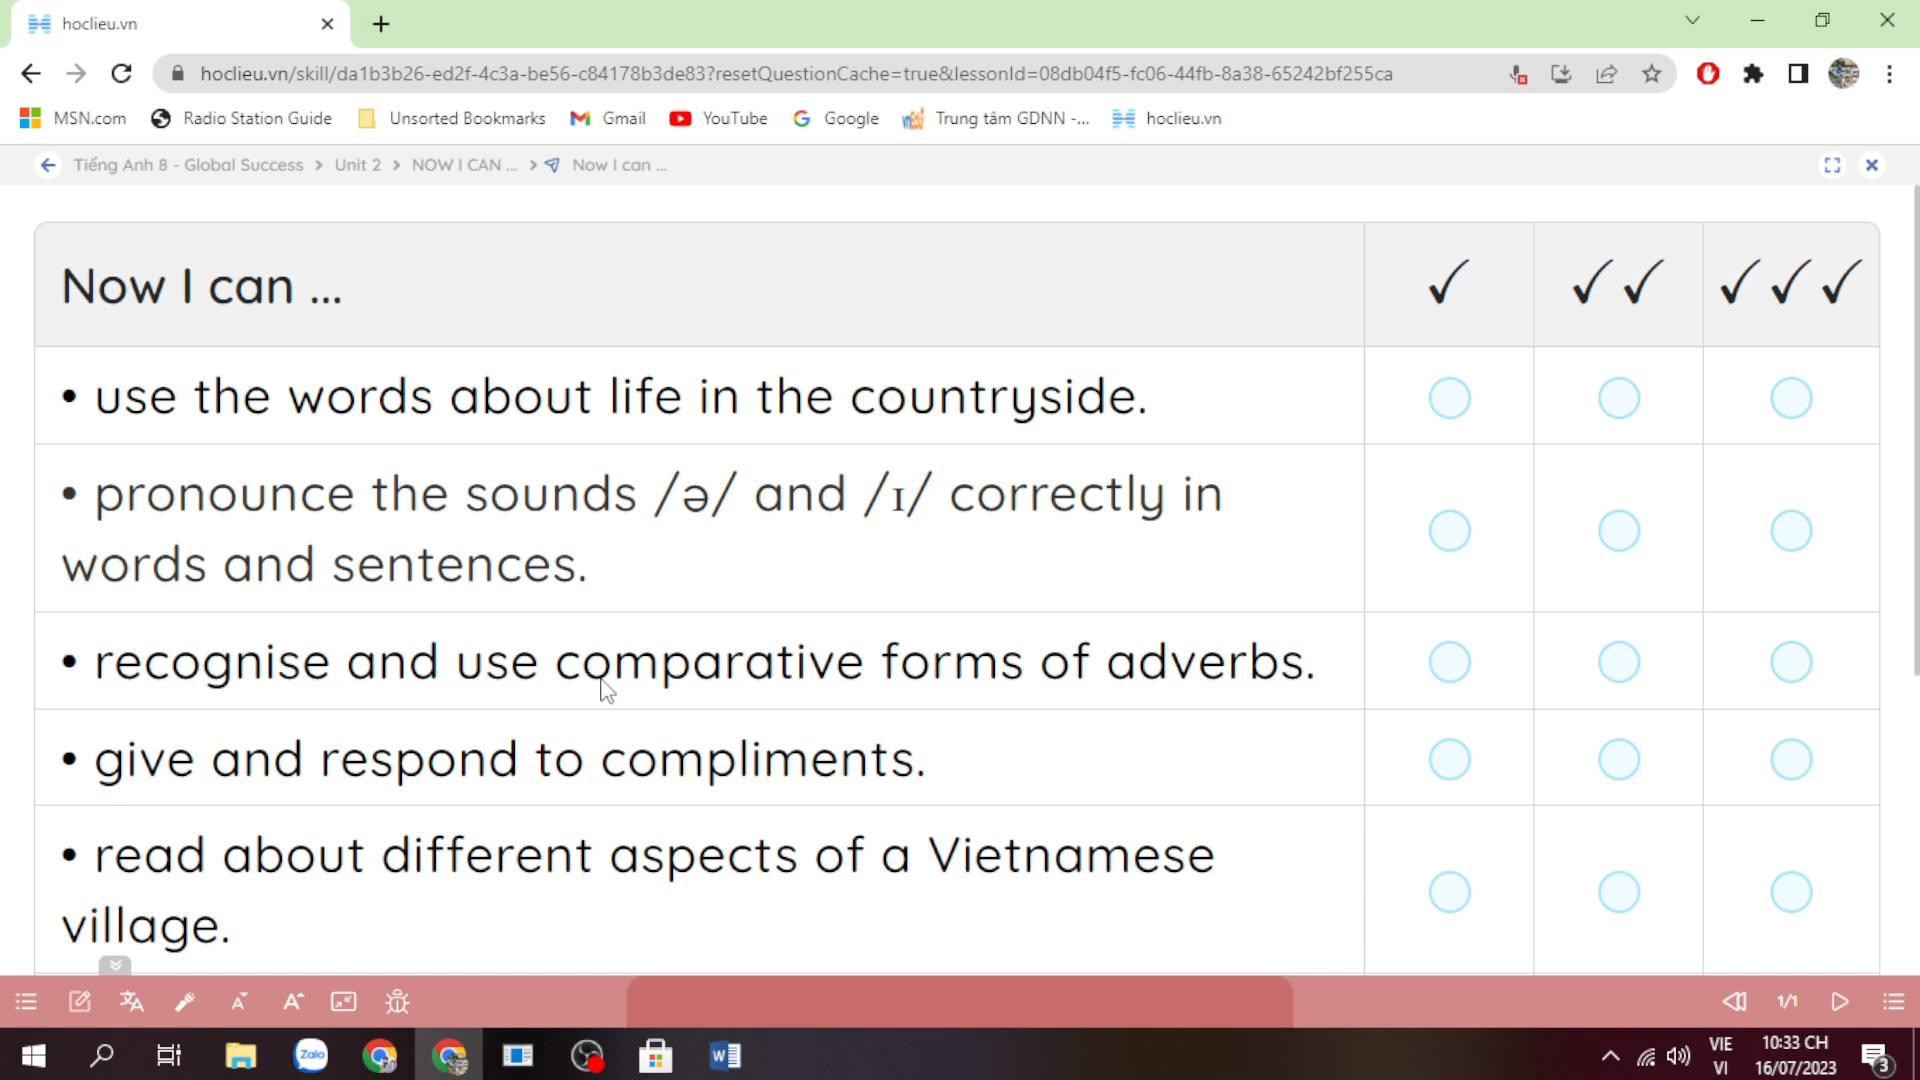 hoclieu.vn
hoclieu.vn/skill/da1b3b26-ed2f-4c3a-be56-c84178b3de83?resetQuestionCache=true&lessonId=08db04f5-fc06-44fb-8a38-65242bf255ca
MSN.com Radio Station Guide Unsorted Bookmarks Gmail YouTube Google Trung tâm GDNN -... hoclieu.vn
Tiếng Anh 8 - Global Success > Unit 2 > NOW I CAN ... > Now I can ...
Now I can ... ✓ ✓✓ ✓✓✓
• use the words about life in the countryside.
• pronounce the sounds /ə/ and /ɪ/ correctly in
words and sentences.
• recognise and use comparative forms of adverbs.
• give and respond to compliments.
• read about different aspects of a Vietnamese
village.
1/1
Zalo
VIE 10:33 CH
VI 16/07/2023 3